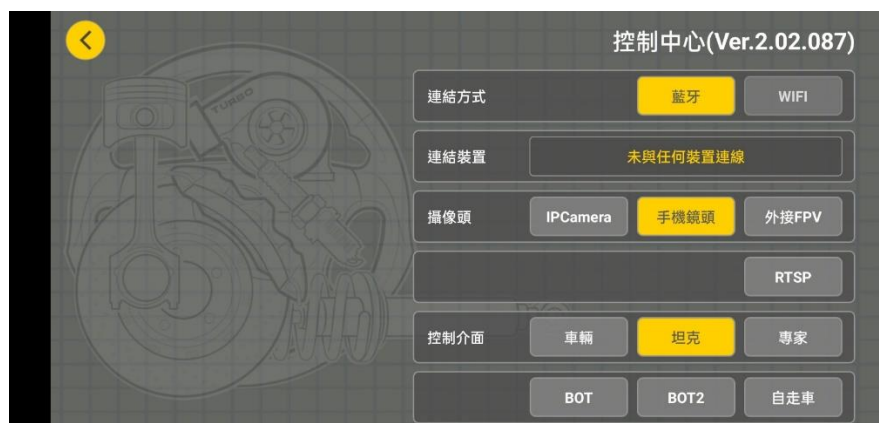 控制中心(Ver.2.02.087)
連結方式 藍牙 WIFI
連結裝置 未與任何裝置連線
攝像頭 IPCamera 手機鏡頭 外接FPV
RTSP
控制介面 車輛 坦克 專家
BOT BOT2 自走車
TURBO